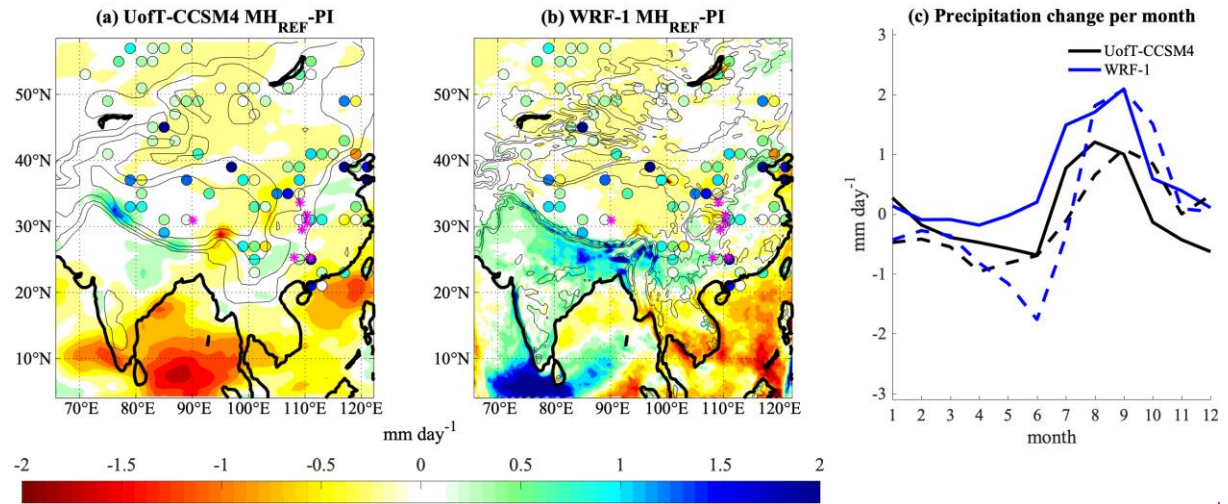 (a) UofT-CCSM4 MH_REF-PI
(b) WRF-1 MH_REF-PI
(c) Precipitation change per month
50°N
40°N
30°N
20°N
10°N
70°E 80°E 90°E 100°E 110°E 120°E
50°N
40°N
30°N
20°N
10°N
70°E 80°E 90°E 100°E 110°E 120°E
mm day⁻¹
-2 -1.5 -1 -0.5 0 0.5 1 1.5 2
UofT-CCSM4
WRF-1
mm day⁻¹
3
2
1
0
-1
-2
-3
1 2 3 4 5 6 7 8 9 10 11 12
month